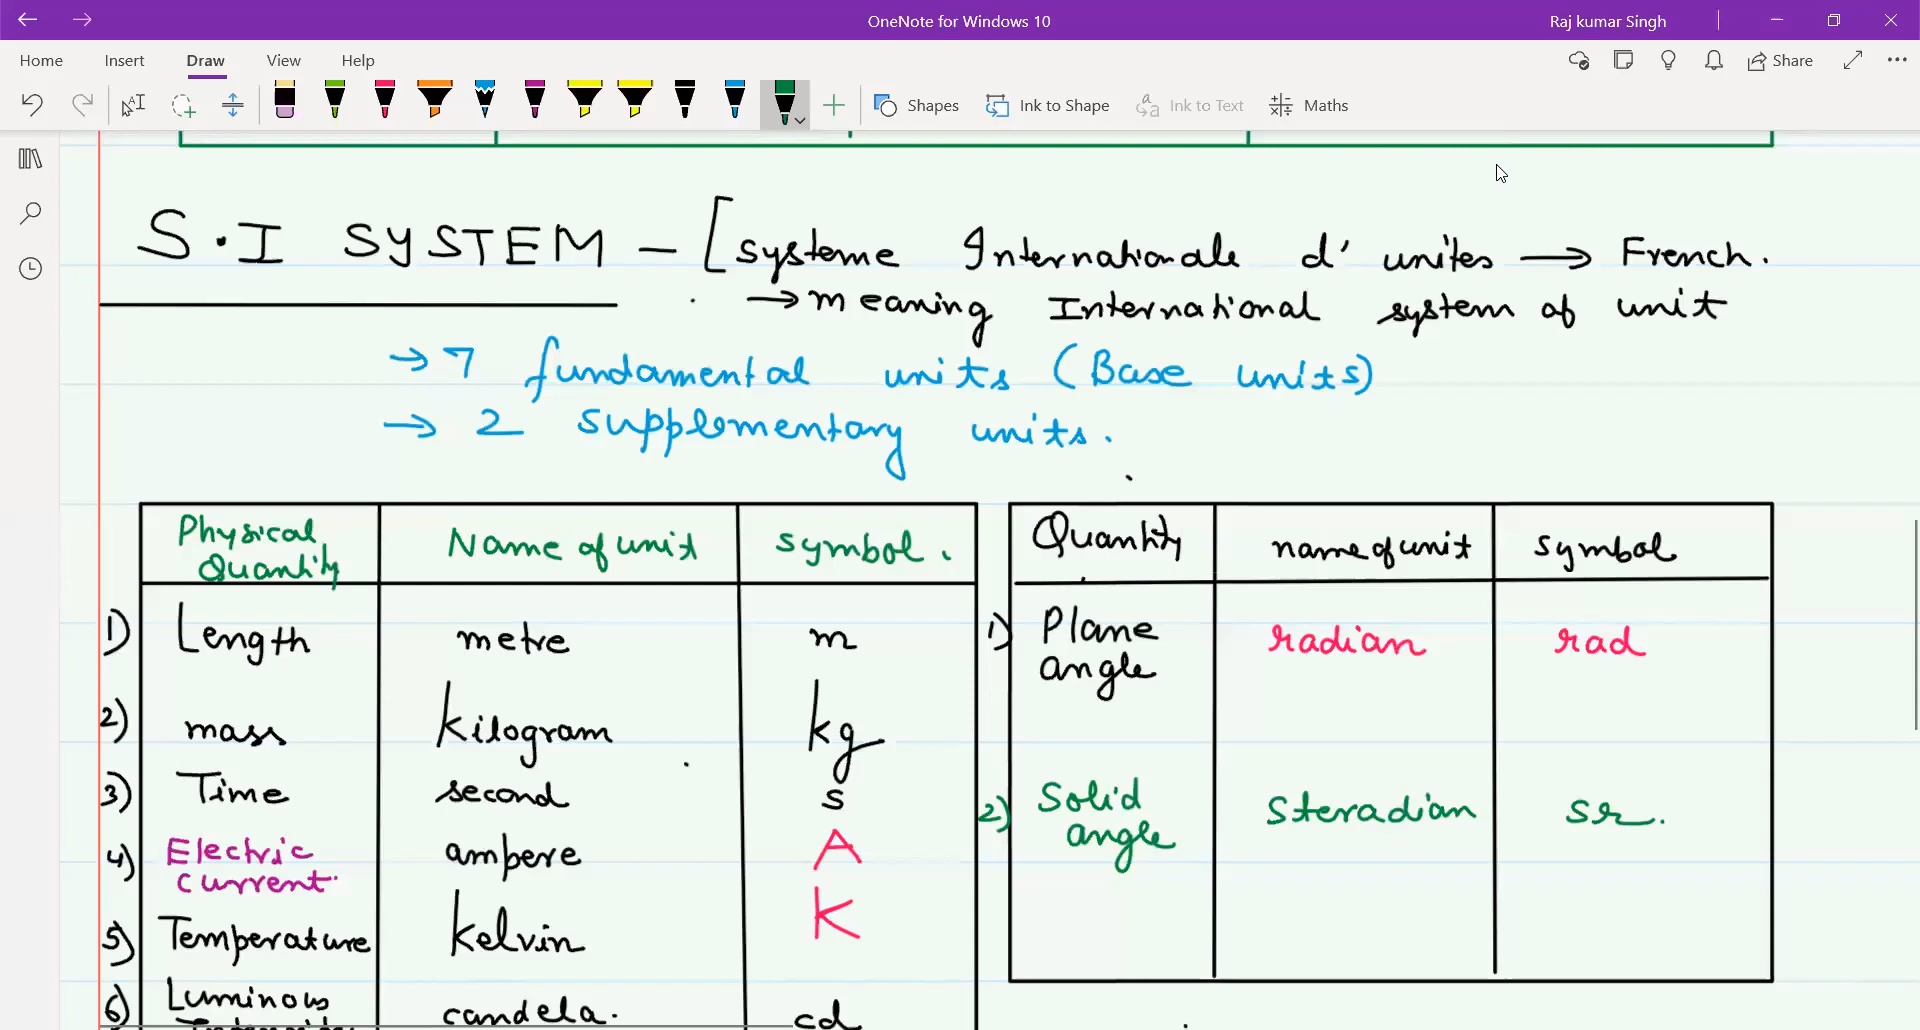 OneNote for Windows 10
Raj kumar Singh
Home Insert Draw View Help
Share
Shapes Ink to Shape Ink to Text Maths
S.I SYSTEM - [systeme Internationale d' unites → French.
→ meaning International system of unit
→ 7 fundamental units (Base units)
→ 2 supplementary units.
Physical Quantity Name of unit symbol.
1) Length metre m
2) mass kilogram kg
3) Time second s
4) Electric current ampere A
5) Temperature kelvin K
6) Luminous candela. cd
Quantity name of unit symbol
1) Plane angle radian rad
2) Solid angle Steradian sr.